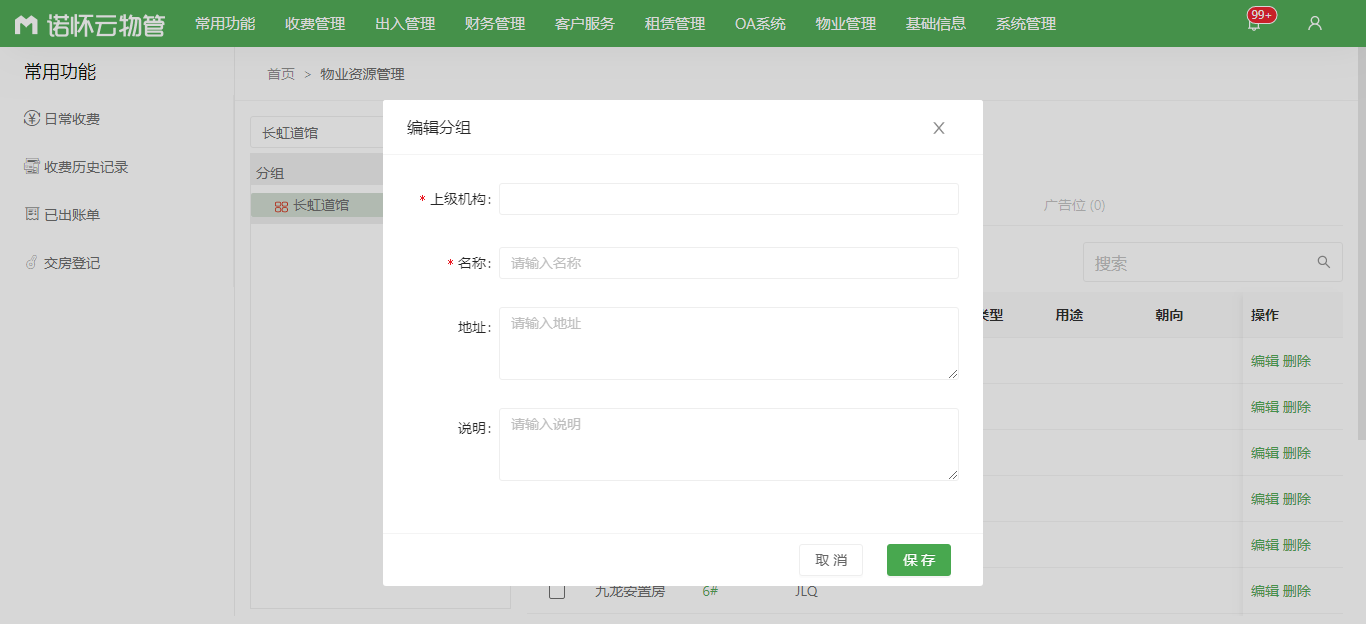 诺怀云物管 常用功能 收费管理 出入管理 财务管理 客户服务 租赁管理 OA系统 物业管理 基础信息 系统管理 99+
常用功能
首页 > 物业资源管理
日常收费
收费历史记录
已出账单
交房登记
长虹道馆
分组
长虹道馆
广告位 (0)
搜索
类型 用途 朝向 操作
编辑 删除
编辑 删除
编辑 删除
编辑 删除
编辑 删除
九龙安置房 6# JLQ 编辑 删除
编辑分组
* 上级机构:
* 名称: 请输入名称
地址: 请输入地址
说明: 请输入说明
取 消 保 存